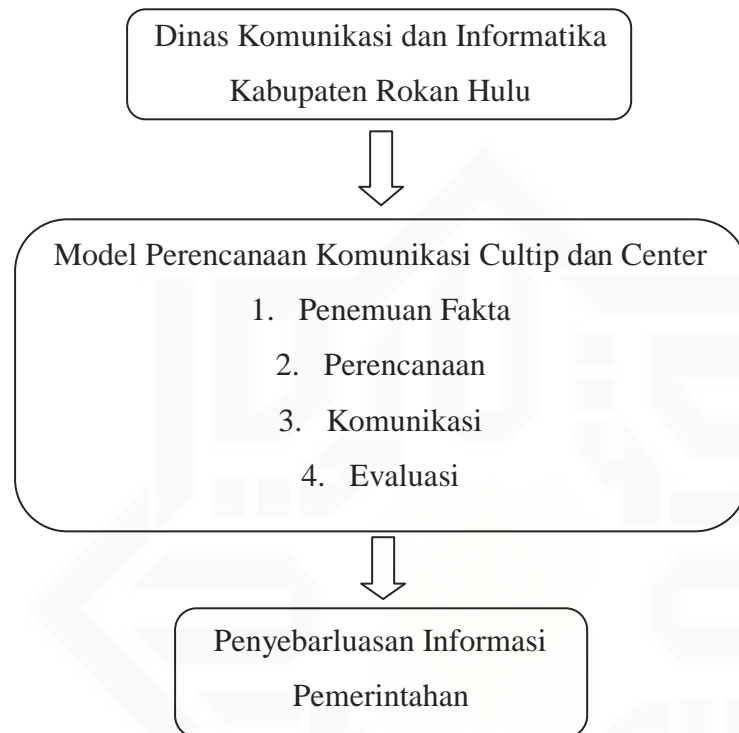 Dinas Komunikasi dan Informatika
Kabupaten Rokan Hulu
Model Perencanaan Komunikasi Cultip dan Center
1. Penemuan Fakta
2. Perencanaan
3. Komunikasi
4. Evaluasi
Penyebarluasan Informasi
Pemerintahan